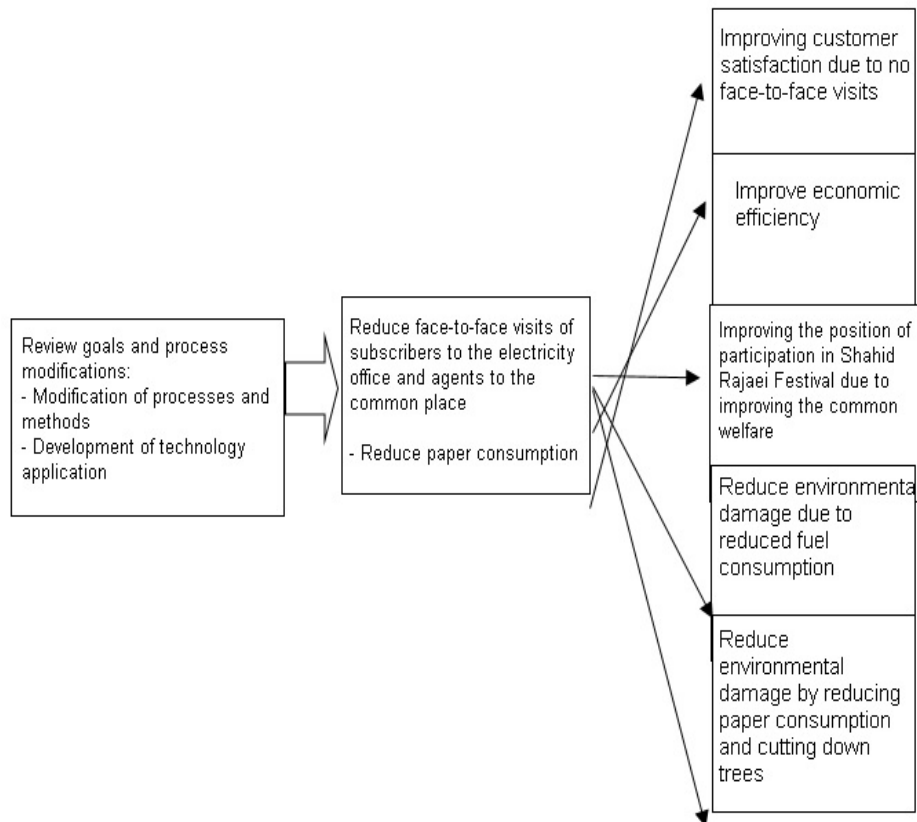 Review goals and process
modifications:
- Modification of processes and
methods
- Development of technology
application
Reduce face-to-face visits of
subscribers to the electricity
office and agents to the
common place
- Reduce paper consumption
Improving customer
satisfaction due to no
face-to-face visits
Improve economic
efficiency
Improving the position of
participation in Shahid
Rajaei Festival due to
improving the common
welfare
Reduce environmenta
damage due to
reduced fuel
consumption
Reduce
environmental
damage by reducing
paper consumption
and cutting down
trees